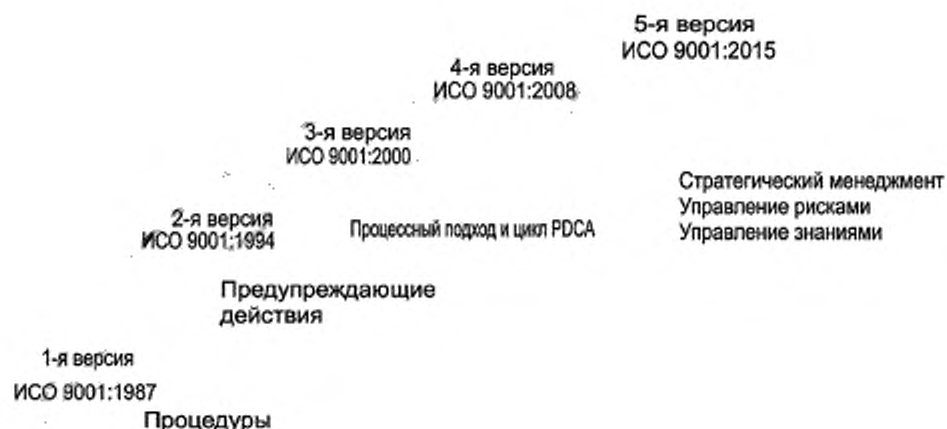 5-я версия
ИСО 9001:2015
4-я версия
ИСО 9001:2008
3-я версия
ИСО 9001:2000
Стратегический менеджмент
Управление рисками
Управление знаниями
2-я версия
ИСО 9001:1994
Процессный подход и цикл PDCA
Предупреждающие
действия
1-я версия
ИСО 9001:1987
Процедуры